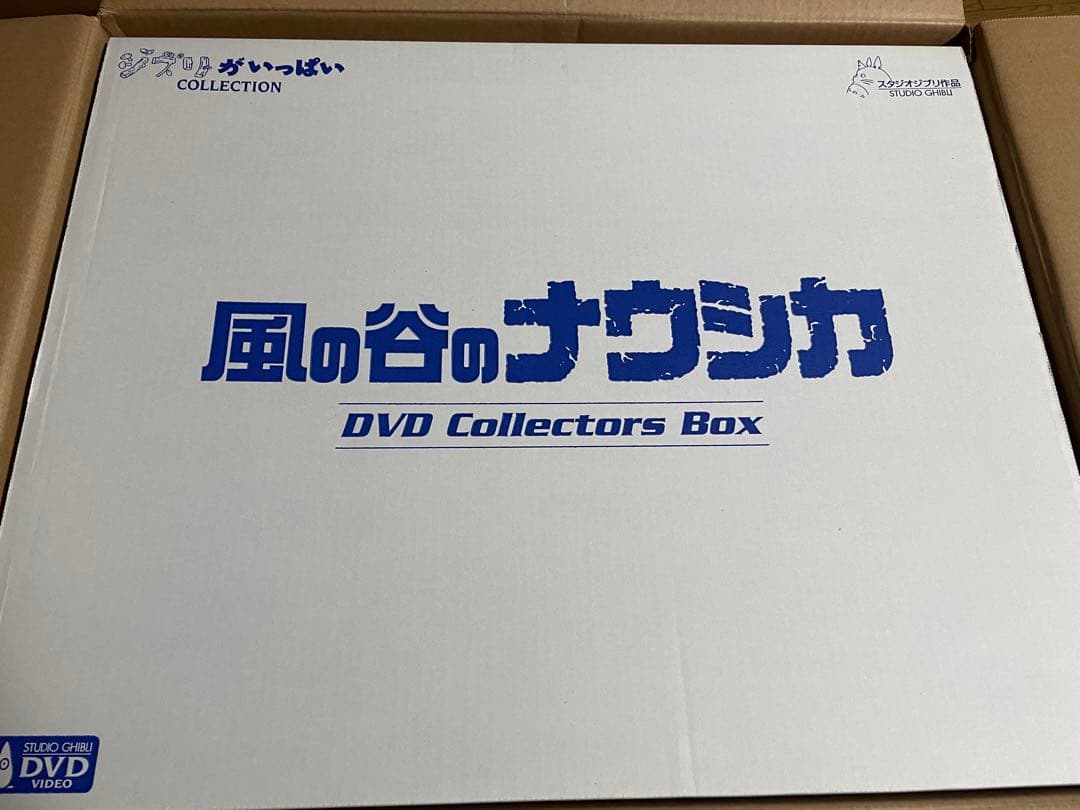 ジブリがいっぱい
COLLECTION
スタジオジブリ作品
STUDIO GHIBLI
風の谷のナウシカ
DVD Collectors Box
STUDIO GHIBLI
DVD
VIDEO